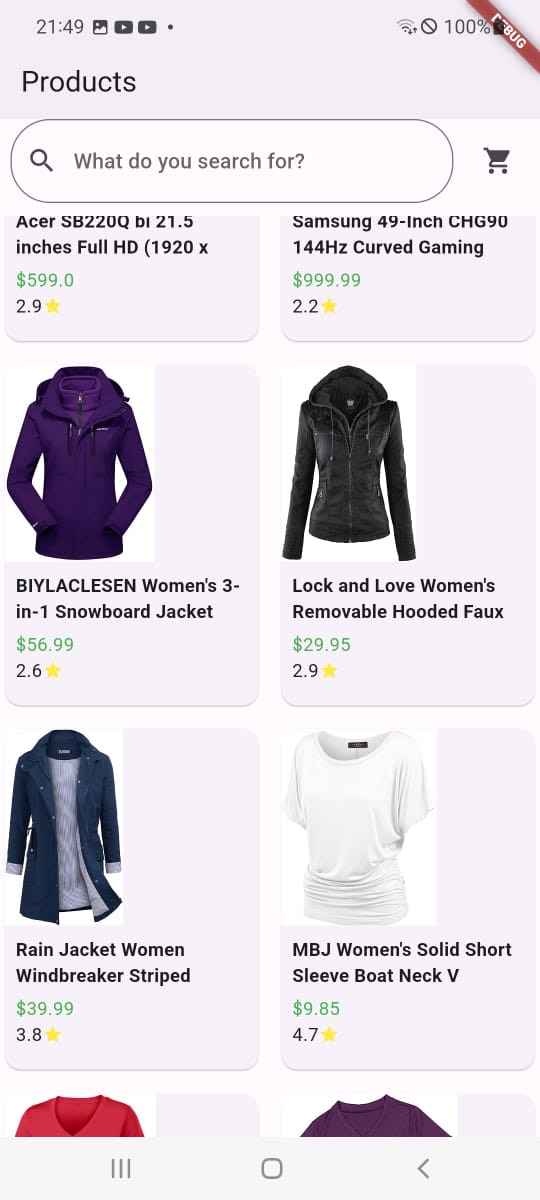 21:49
100%
DEBUG
Products
What do you search for?
Acer SB220Q bi 21.5
inches Full HD (1920 x
$599.0
2.9
Samsung 49-Inch CHG90
144Hz Curved Gaming
$999.99
2.2
BIYLACLESEN Women's 3-
in-1 Snowboard Jacket
$56.99
2.6
Lock and Love Women's
Removable Hooded Faux
$29.95
2.9
Rain Jacket Women
Windbreaker Striped
$39.99
3.8
MBJ Women's Solid Short
Sleeve Boat Neck V
$9.85
4.7